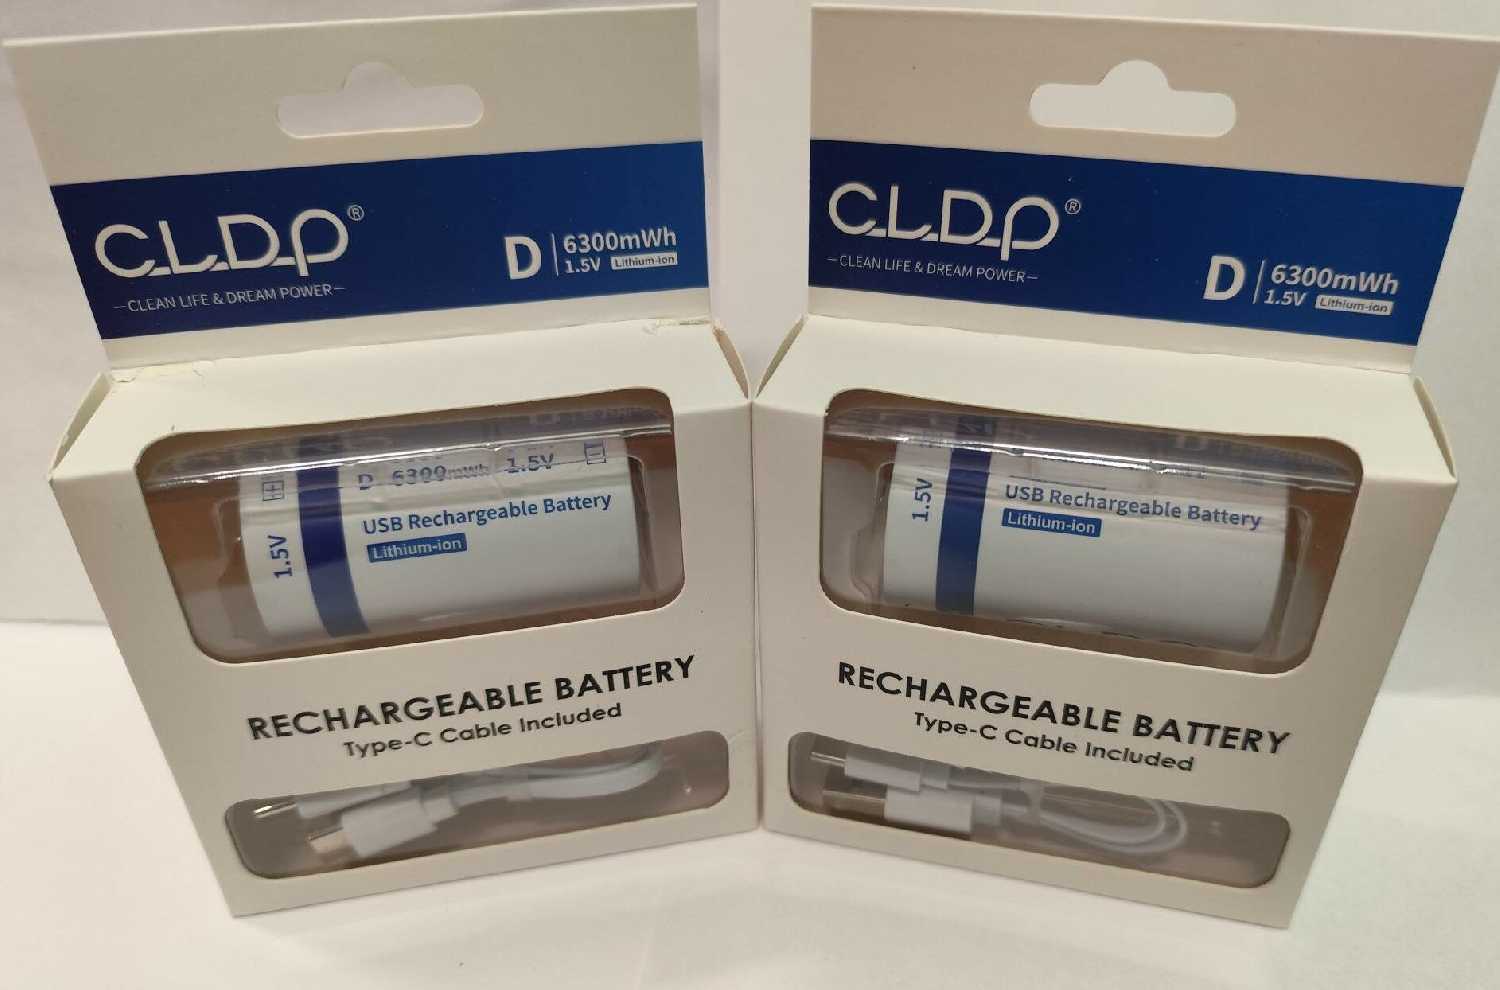 C.L.D.P®
—CLEAN LIFE & DREAM POWER—
D
6300mWh
1.5V Lithium-ion
D 6300mWh 1.5V
1.5V
USB Rechargeable Battery
Lithium-ion
RECHARGEABLE BATTERY
Type-C Cable Included
C.L.D.P®
—CLEAN LIFE & DREAM POWER—
D
6300mWh
1.5V Lithium-ion
1.5V
USB Rechargeable Battery
Lithium-ion
RECHARGEABLE BATTERY
Type-C Cable Included